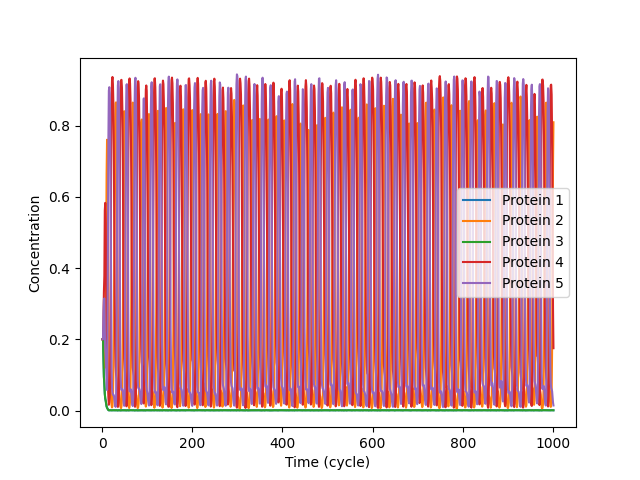 Concentration
0.8
0.6
0.4
0.2
0.0
0
200
400
600
800
1000
Time (cycle)
Protein 1
Protein 2
Protein 3
Protein 4
Protein 5